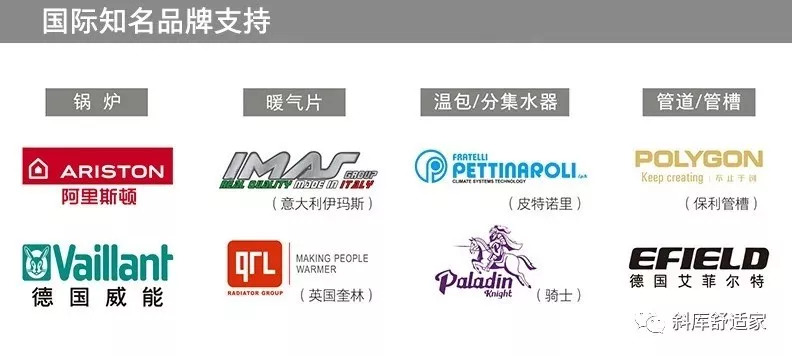 国际知名品牌支持
锅 炉
暖气片
温包/分集水器
管道/管槽
ARISTON
阿里斯顿
IMAS GROUP
REAL QUALITY MADE IN ITALY
(意大利伊玛斯)
FRATELLI
PETTINAROLI S.p.A.
CLIMATE SYSTEMS TECHNOLOGY
(皮特诺里)
POLYGON
Keep creating
(保利管槽)
Vaillant
德国威能
QRL
RADIATOR GROUP
MAKING PEOPLE
WARMER
(英国奎林)
Paladin
Knight
(骑士)
EFIELD
德国艾菲尔特
斜厍舒适家